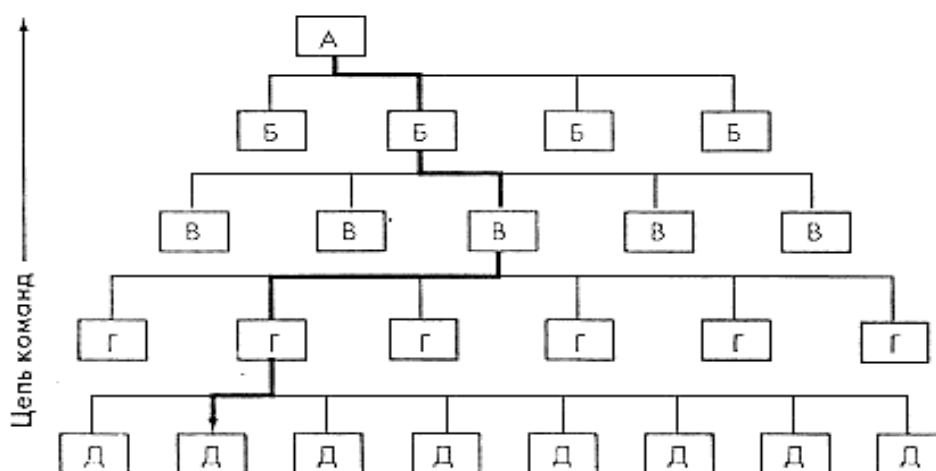 А
Б Б Б Б
В В В В В
Г Г Г Г Г Г
Д Д Д Д Д Д Д Д
Цепь команд